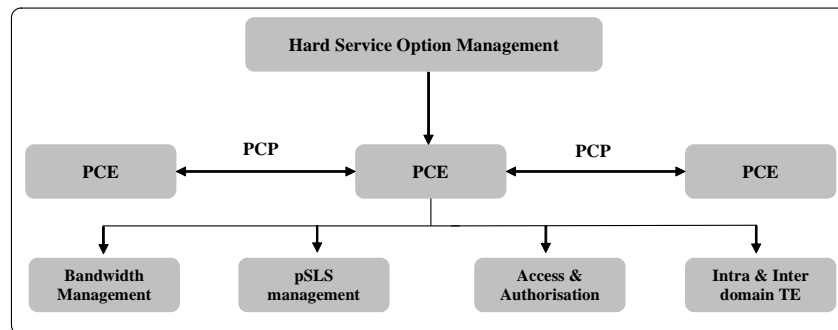 Hard Service Option Management
PCP
PCP
PCE
PCE
PCE
Bandwidth
Management
pSLS
management
Access &
Authorisation
Intra & Inter
domain TE